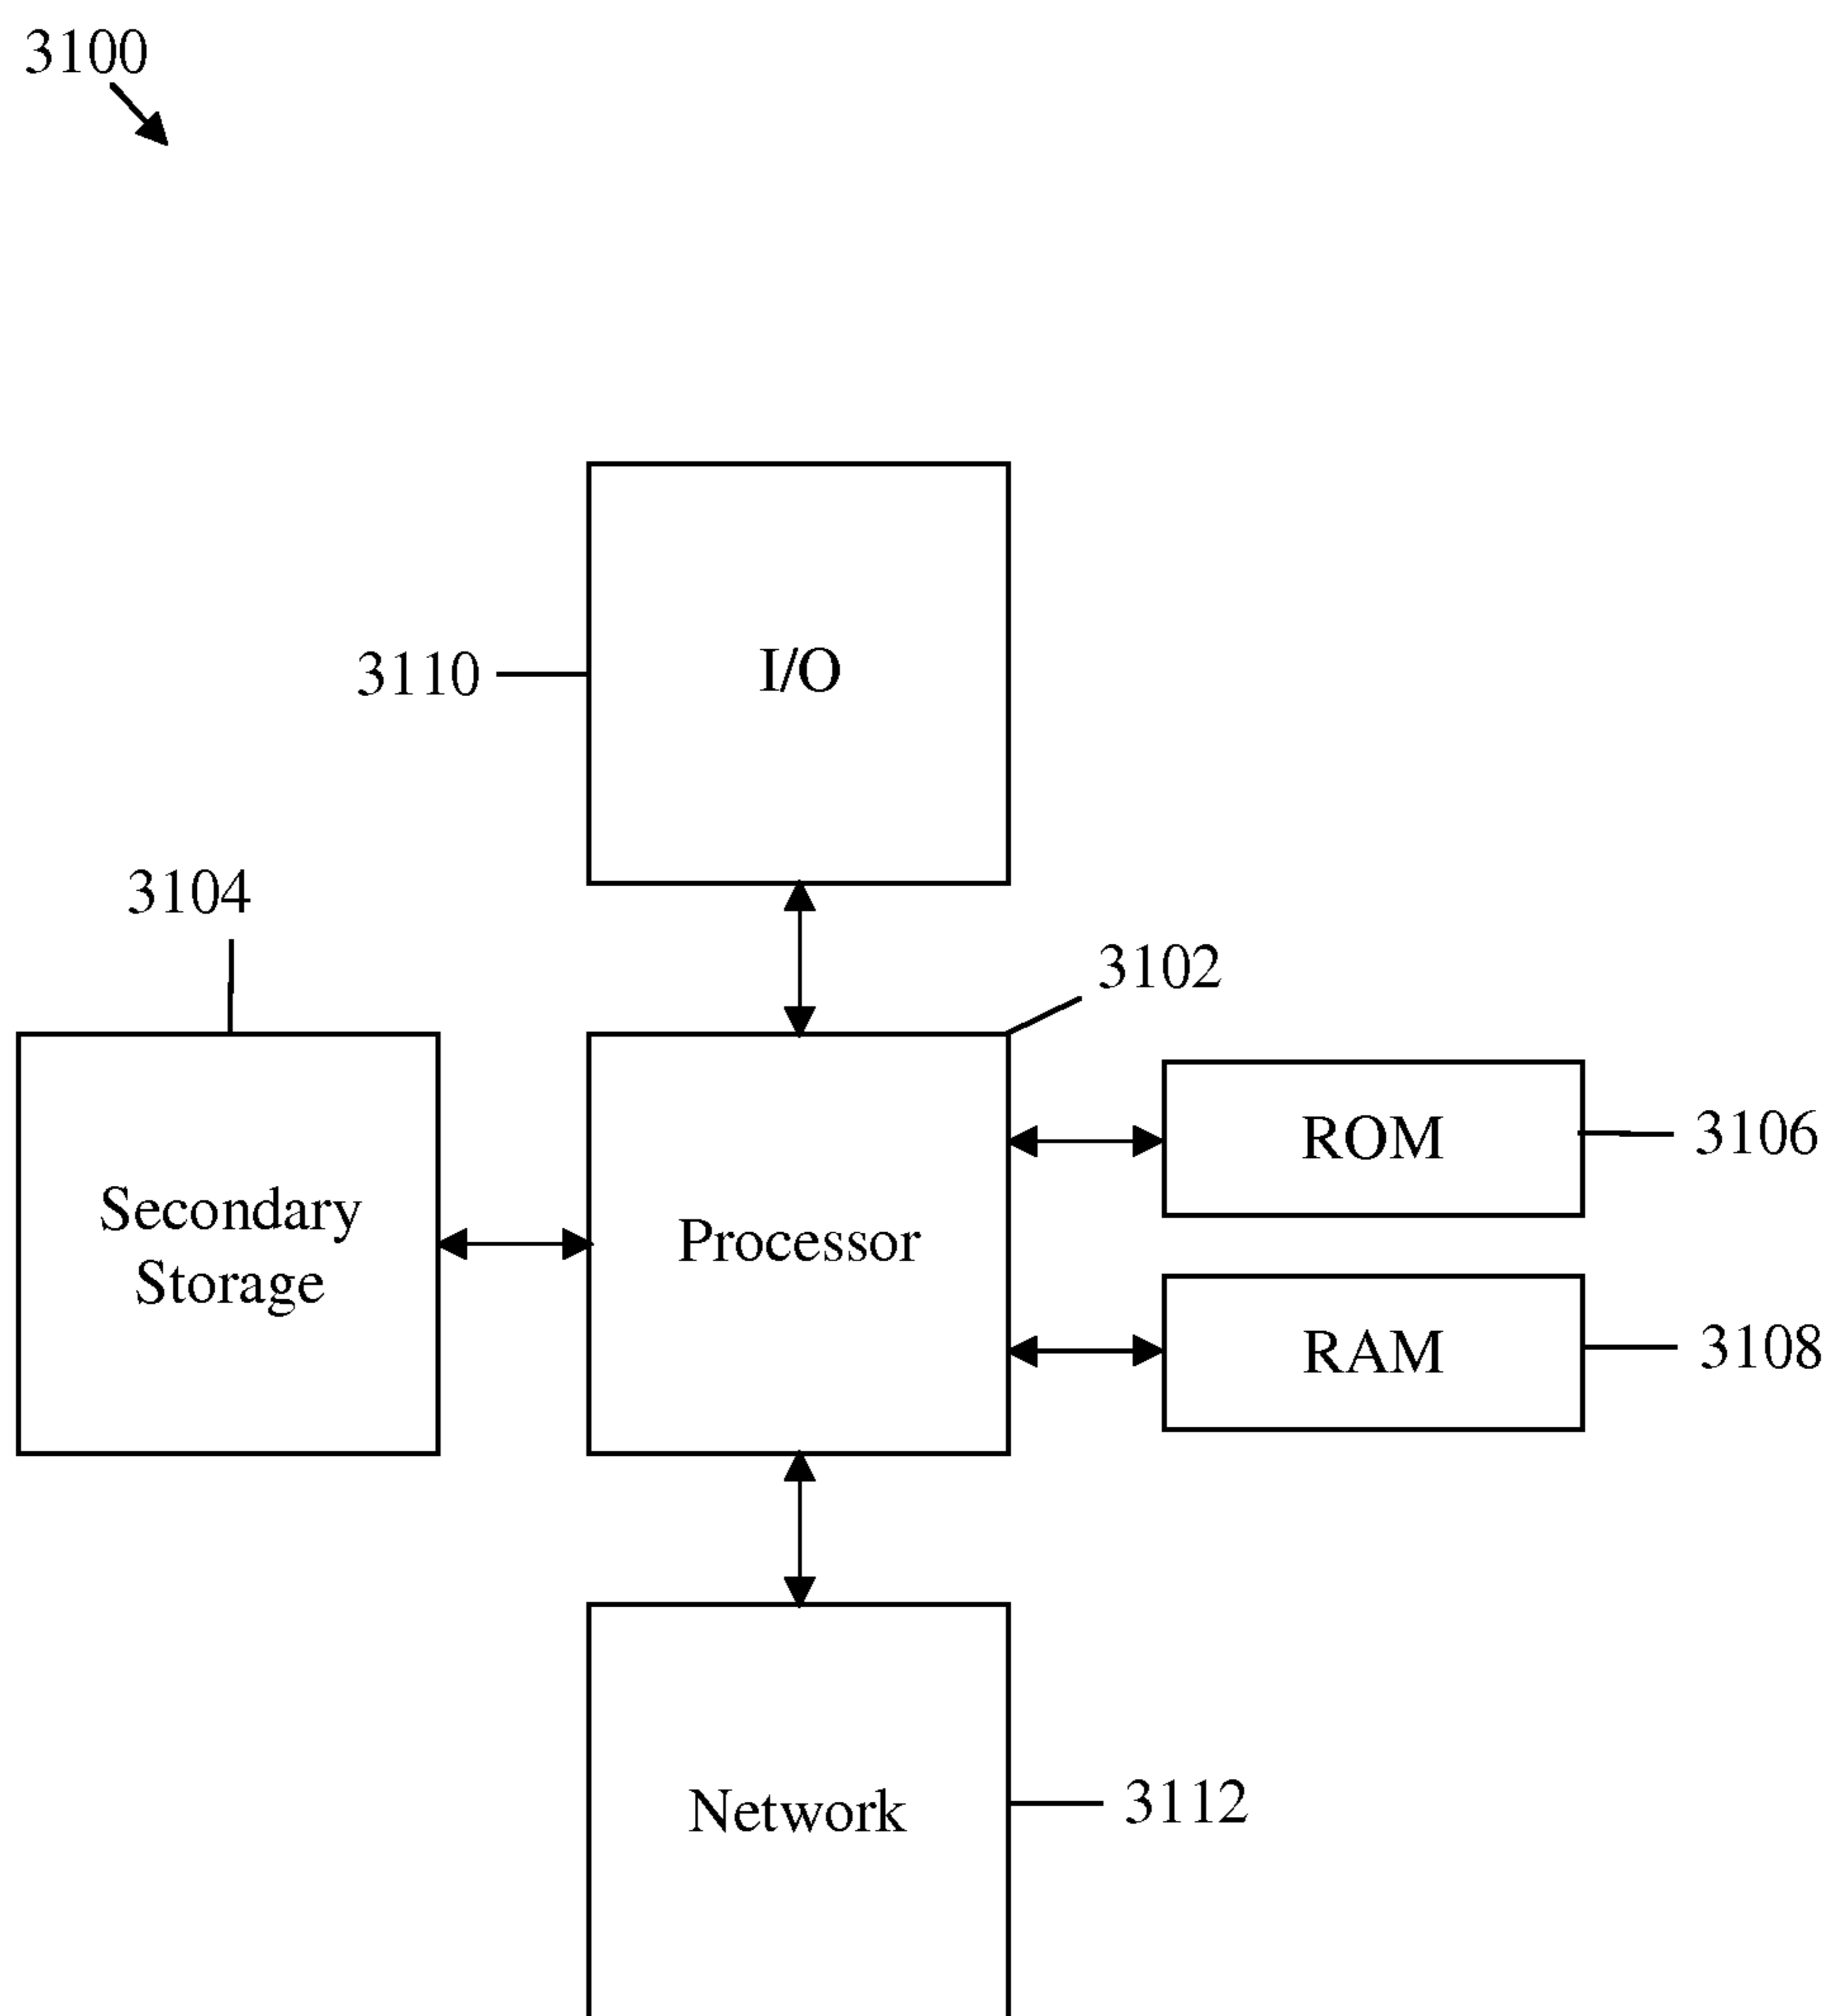 3100
I/O
3110
3104
3102
ROM
3106
Secondary
Storage
Processor
RAM
3108
Network
3112